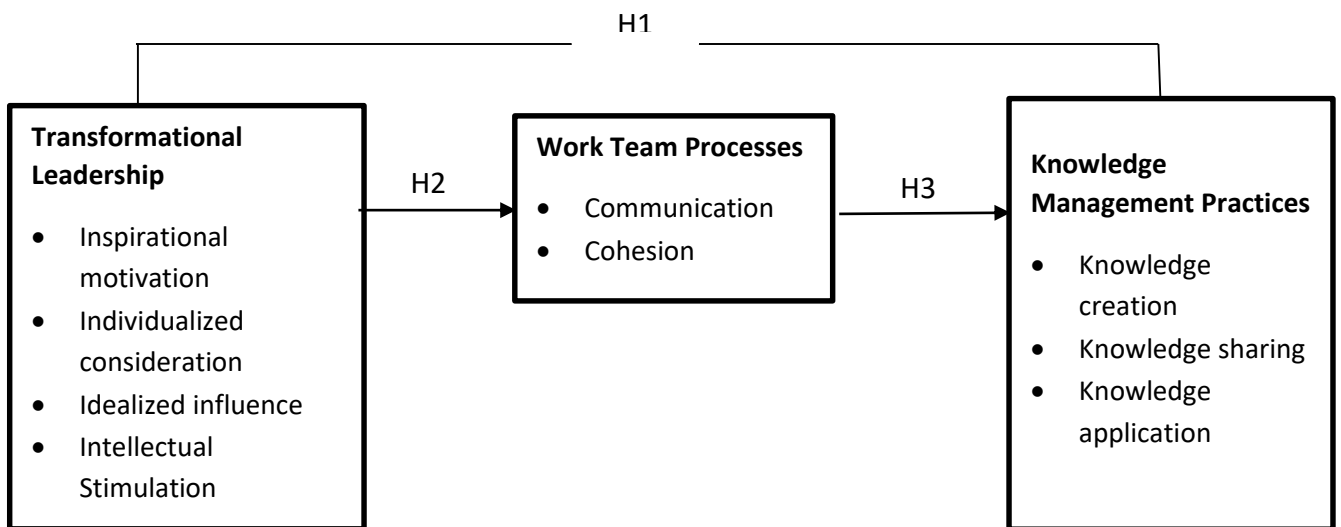 H1
Transformational
Leadership
• Inspirational
motivation
• Individualized
consideration
• Idealized influence
• Intellectual
Stimulation
H2
Work Team Processes
• Communication
• Cohesion
H3
Knowledge
Management Practices
• Knowledge
creation
• Knowledge sharing
• Knowledge
application